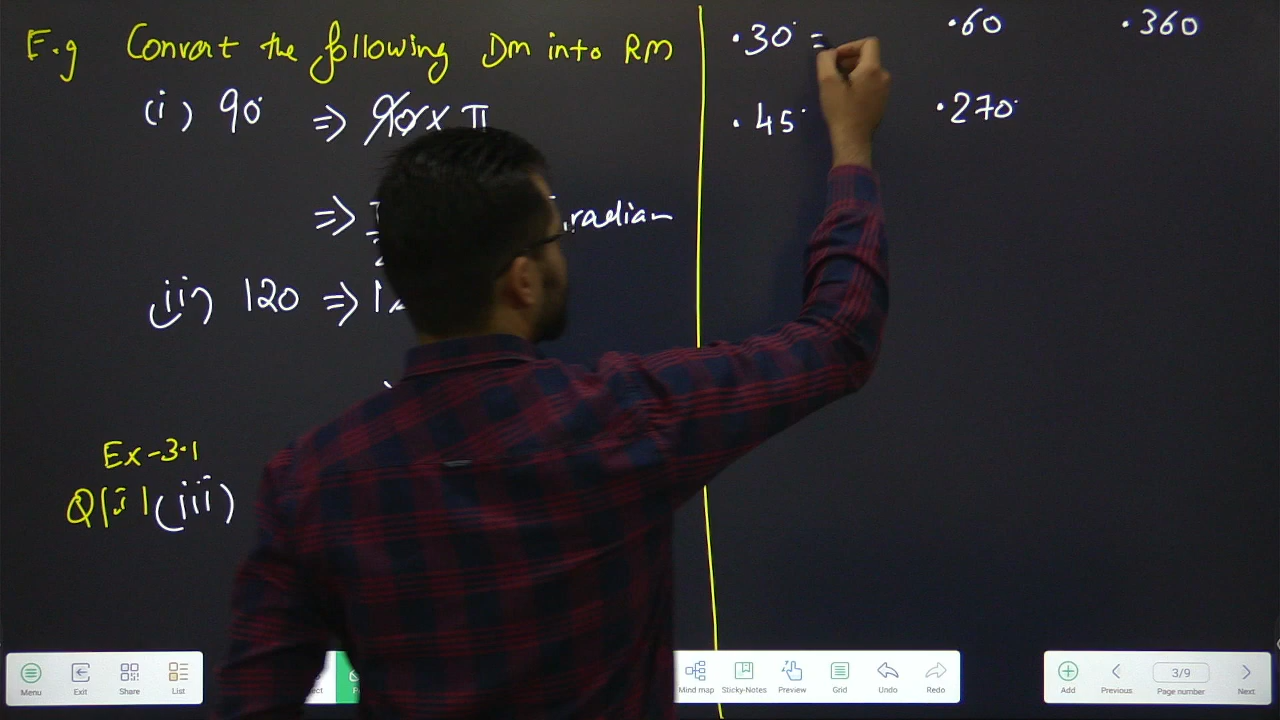 E.g Convert the following Dm into RM
(i) 90° ⇒ 90 × π
⇒ radian
(ii) 120 ⇒ 12
Ex-3.1
(iii)
·30° =
·60
·360
·45°
·270°
Menu
Exit
Share
List
Mind map
Sticky-Notes
Preview
Grid
Undo
Redo
Add
Previous
3/9
Page number
Next